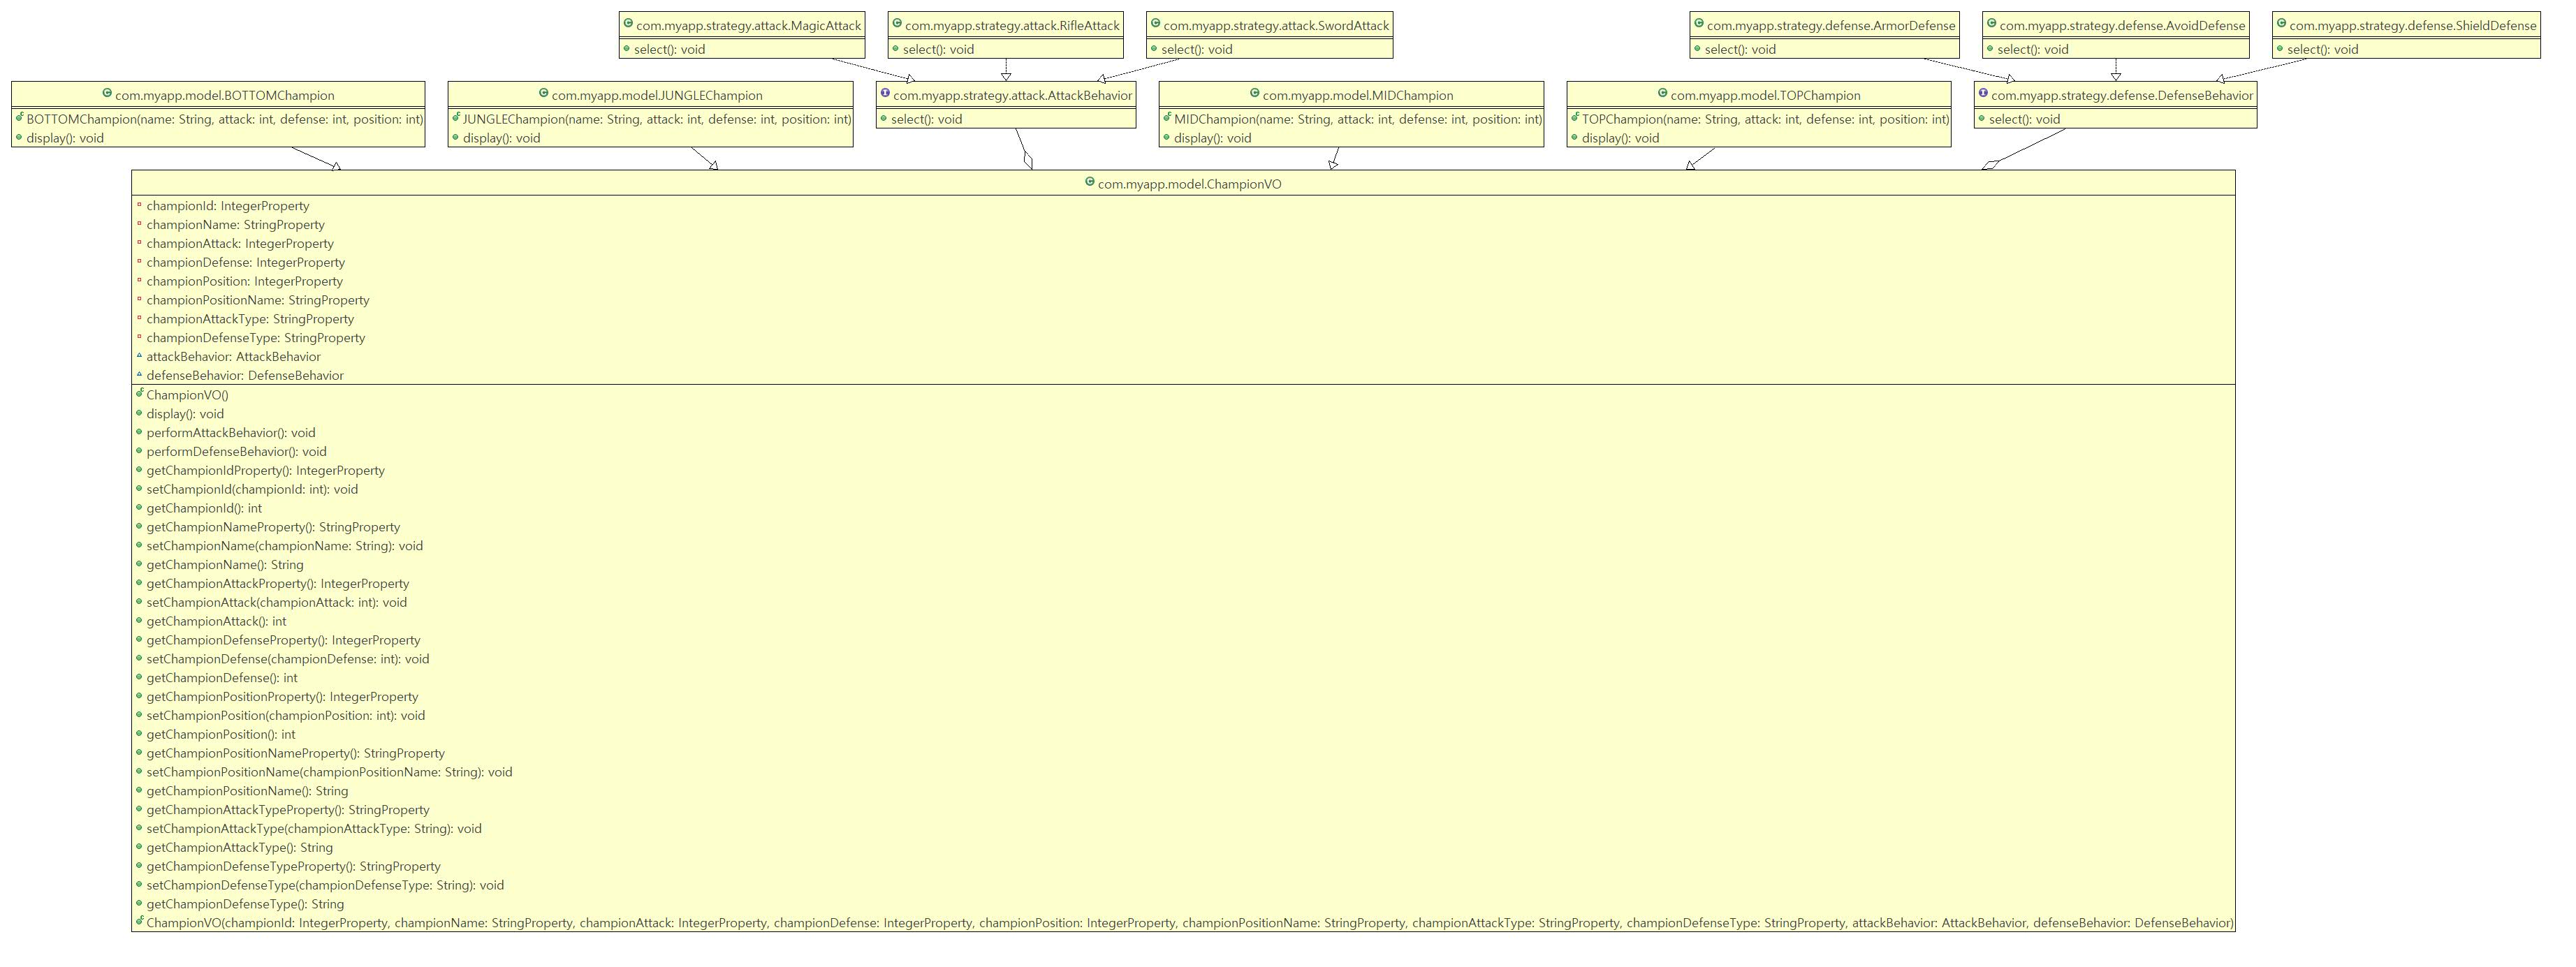 com.myapp.strategy.attack.MagicAttack
select(): void
com.myapp.strategy.attack.RifleAttack
select(): void
com.myapp.strategy.attack.SwordAttack
select(): void
com.myapp.strategy.defense.ArmorDefense
select(): void
com.myapp.strategy.defense.AvoidDefense
select(): void
com.myapp.strategy.defense.ShieldDefense
select(): void
com.myapp.model.BOTTOMChampion
BOTTOMChampion(name: String, attack: int, defense: int, position: int)
display(): void
com.myapp.model.JUNGLEChampion
JUNGLEChampion(name: String, attack: int, defense: int, position: int)
display(): void
com.myapp.strategy.attack.AttackBehavior
select(): void
com.myapp.model.MIDChampion
MIDChampion(name: String, attack: int, defense: int, position: int)
display(): void
com.myapp.model.TOPChampion
TOPChampion(name: String, attack: int, defense: int, position: int)
display(): void
com.myapp.strategy.defense.DefenseBehavior
select(): void
com.myapp.model.ChampionVO
championId: IntegerProperty
championName: StringProperty
championAttack: IntegerProperty
championDefense: IntegerProperty
championPosition: IntegerProperty
championPositionName: StringProperty
championAttackType: StringProperty
championDefenseType: StringProperty
attackBehavior: AttackBehavior
defenseBehavior: DefenseBehavior
ChampionVO()
display(): void
performAttackBehavior(): void
performDefenseBehavior(): void
getChampionIdProperty(): IntegerProperty
setChampionId(championId: int): void
getChampionId(): int
getChampionNameProperty(): StringProperty
setChampionName(championName: String): void
getChampionName(): String
getChampionAttackProperty(): IntegerProperty
setChampionAttack(championAttack: int): void
getChampionAttack(): int
getChampionDefenseProperty(): IntegerProperty
setChampionDefense(championDefense: int): void
getChampionDefense(): int
getChampionPositionProperty(): IntegerProperty
setChampionPosition(championPosition: int): void
getChampionPosition(): int
getChampionPositionNameProperty(): StringProperty
setChampionPositionName(championPositionName: String): void
getChampionPositionName(): String
getChampionAttackTypeProperty(): StringProperty
setChampionAttackType(championAttackType: String): void
getChampionAttackType(): String
getChampionDefenseTypeProperty(): StringProperty
setChampionDefenseType(championDefenseType: String): void
getChampionDefenseType(): String
ChampionVO(championId: IntegerProperty, championName: StringProperty, championAttack: IntegerProperty, championDefense: IntegerProperty, championPosition: IntegerProperty, championPositionName: StringProperty, championAttackType: StringProperty, championDefenseType: StringProperty, attackBehavior: AttackBehavior, defenseBehavior: DefenseBehavior)